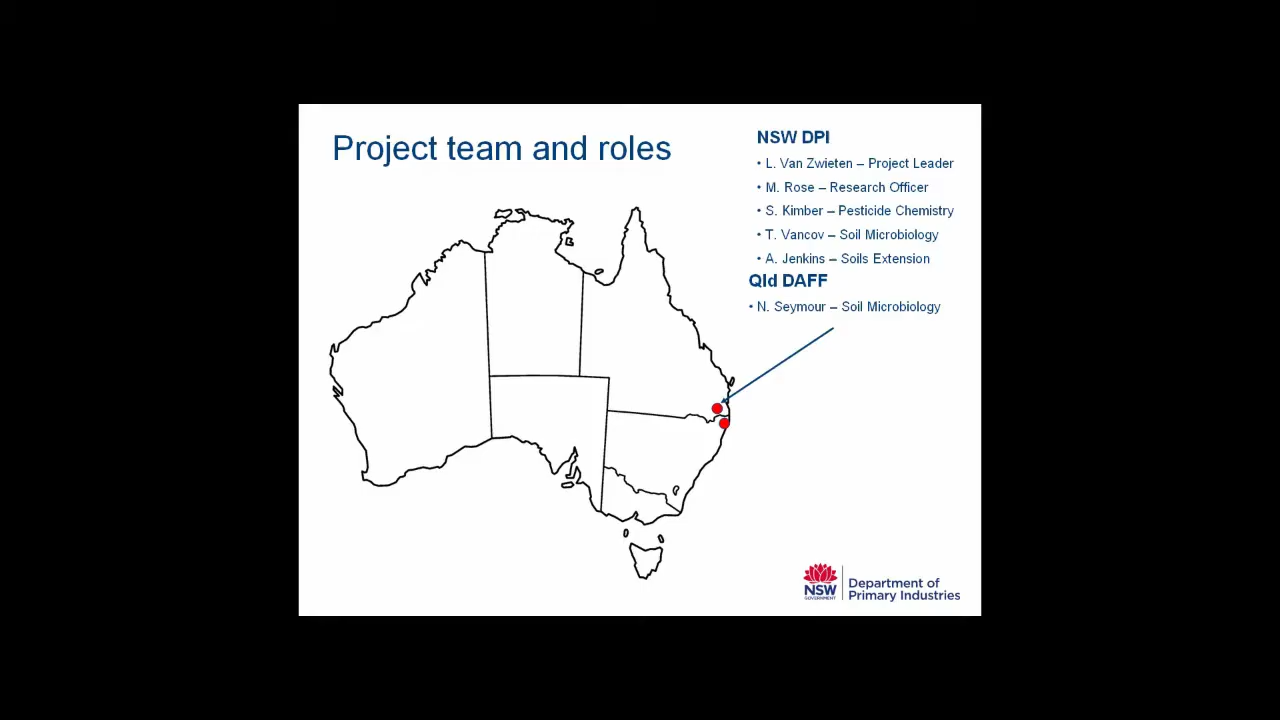 Project team and roles
NSW DPI
• L. Van Zwieten – Project Leader
• M. Rose – Research Officer
• S. Kimber – Pesticide Chemistry
• T. Vancov – Soil Microbiology
• A. Jenkins – Soils Extension
Qld DAFF
• N. Seymour – Soil Microbiology
NSW
GOVERNMENT
Department of
Primary Industries